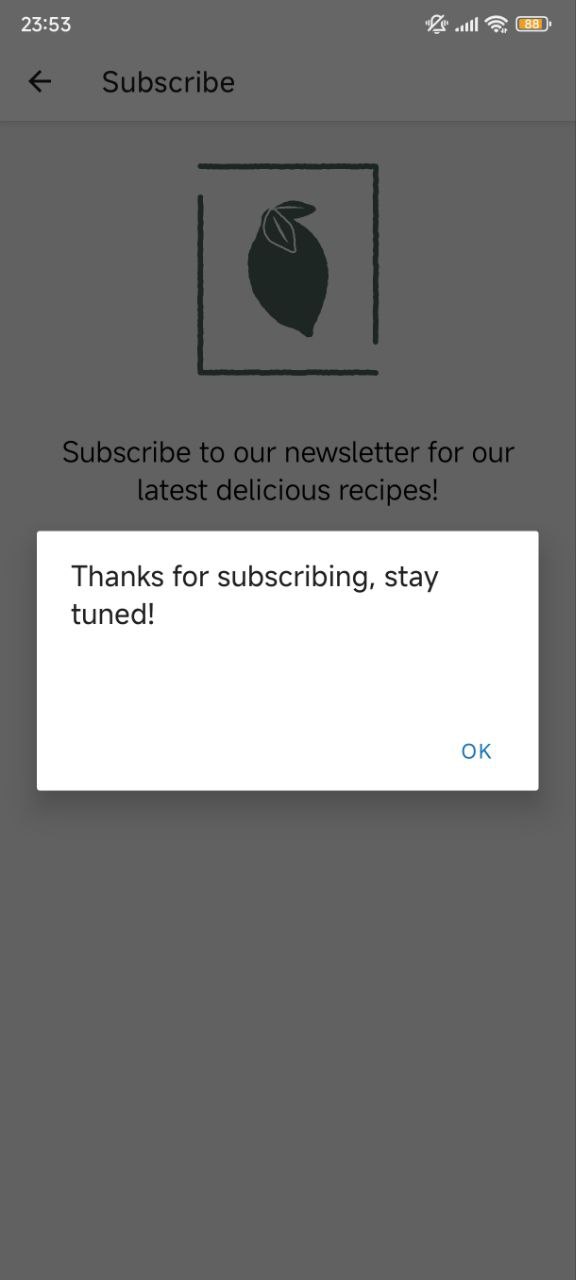 23:53
88
Subscribe
Subscribe to our newsletter for our
latest delicious recipes!
Thanks for subscribing, stay
tuned!
OK